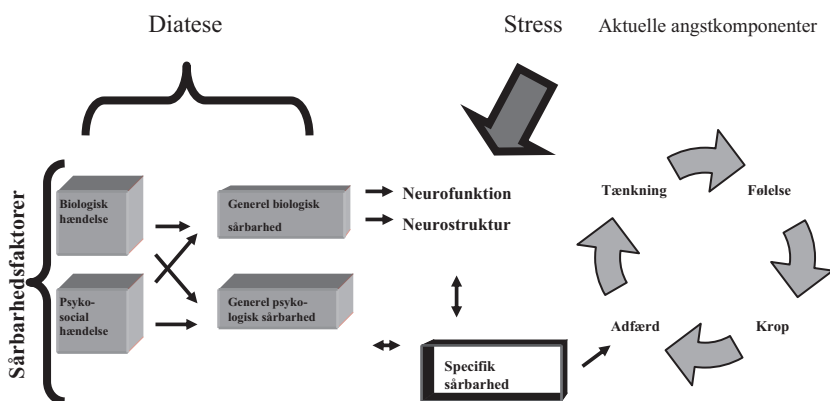 Diatese
Stress
Aktuelle angstkomponenter
Sårbarhedsfaktorer
Biologisk
hændelse
Generel biologisk
sårbarhed
Neurofunktion
Neurostruktur
Psyko-
social
hændelse
Generel psyko-
logisk sårbarhed
Specifik
sårbarhed
Tænkning
Følelse
Adfærd
Krop